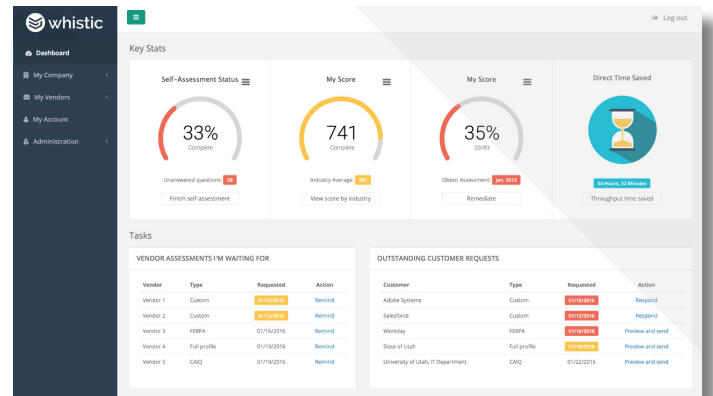 whistic
Log out
Dashboard
My Company
My Vendors
My Account
Administration
Key Stats
Self-Assessment Status
33%
Complete
Unanswered questions: 58
Finish self-assessment
My Score
741
Complete
Industry Average:
View score by industry
My Score
35%
29/83
Oldest Assessment: Jan. 2015
Remediate
Direct Time Saved
54 Hours, 32 Minutes
Throughput time saved
Tasks
VENDOR ASSESSMENTS I'M WAITING FOR
Vendor Type Requested Action
Vendor 1 Custom 01/10/2016 Remind
Vendor 2 Custom 01/12/2016 Remind
Vendor 3 FERPA 01/16/2016 Remind
Vendor 4 Full profile 01/19/2016 Remind
Vendor 5 CAIQ 01/19/2016 Remind
OUTSTANDING CUSTOMER REQUESTS
Customer Type Requested Action
Adobe Systems Custom 01/10/2016 Respond
Salesforce Custom 01/12/2016 Respond
Workday FERPA 01/16/2016 Preview and send
State of Utah Full profile 01/19/2016 Preview and send
University of Utah, IT Department CAIQ 01/22/2016 Preview and send